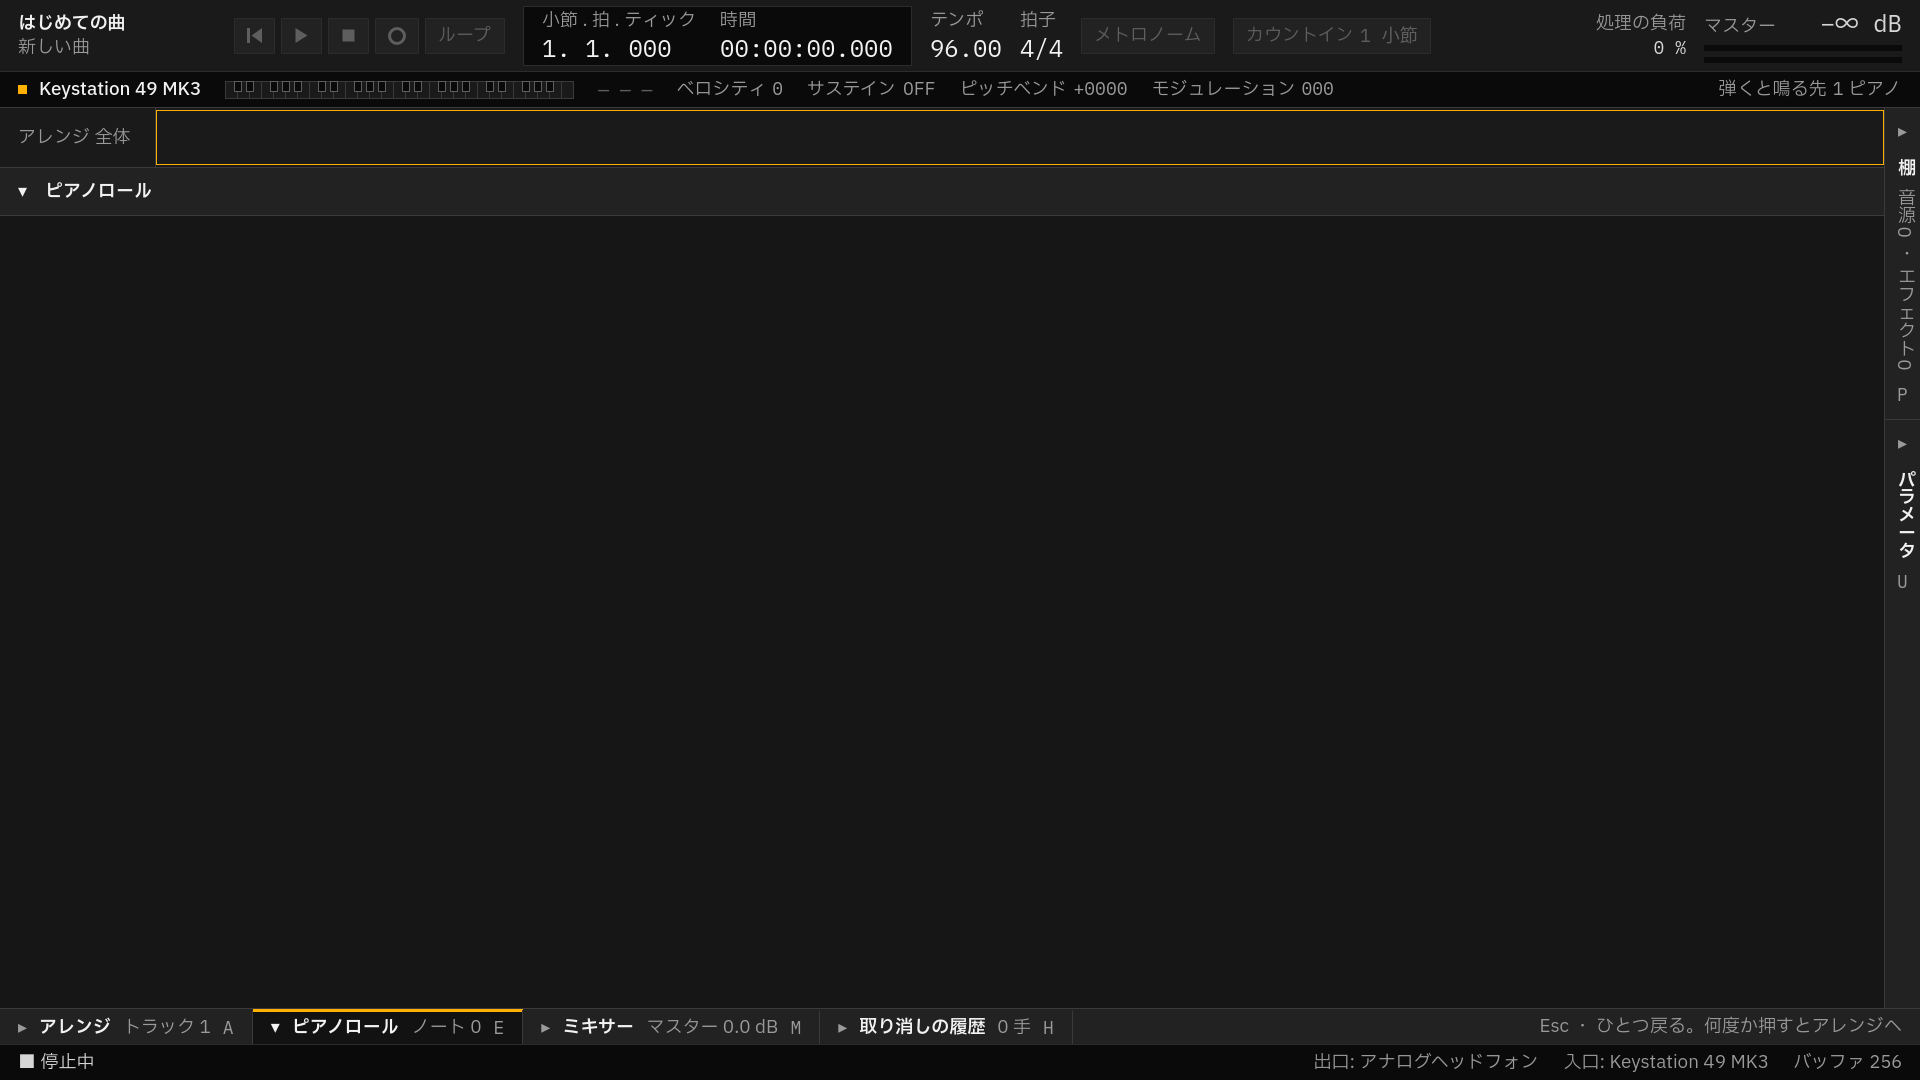 はじめての曲
新しい曲
ループ
小節 . 拍 . ティック 時間
1. 1. 000 00:00:00.000
テンポ 拍子
96.00 4/4
メトロノーム
カウントイン 1 小節
処理の負荷
0 %
マスター −∞ dB
Keystation 49 MK3
— — — ベロシティ 0 サステイン OFF ピッチベンド +0000 モジュレーション 000
弾くと鳴る先 1 ピアノ
アレンジ 全体
▼ ピアノロール
▶ 棚 音源0 · エフェクト0 P
▶ パラメータ U
▶ アレンジ トラック 1 A
▼ ピアノロール ノート 0 E
▶ ミキサー マスター 0.0 dB M
▶ 取り消しの履歴 0 手 H
Esc · ひとつ戻る。何度か押すとアレンジへ
■ 停止中
出口: アナログヘッドフォン 入口: Keystation 49 MK3 バッファ 256